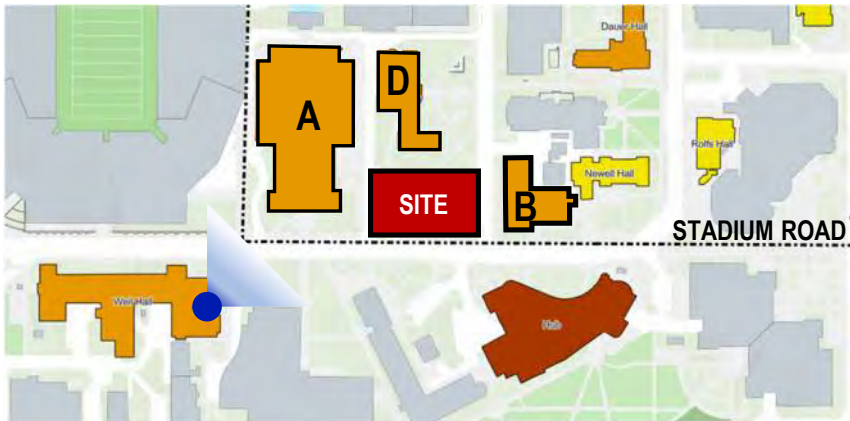 Dauer Hall
D
A
Rolfs Hall
Newell Hall
SITE
B
STADIUM ROAD
Weil Hall
Hub